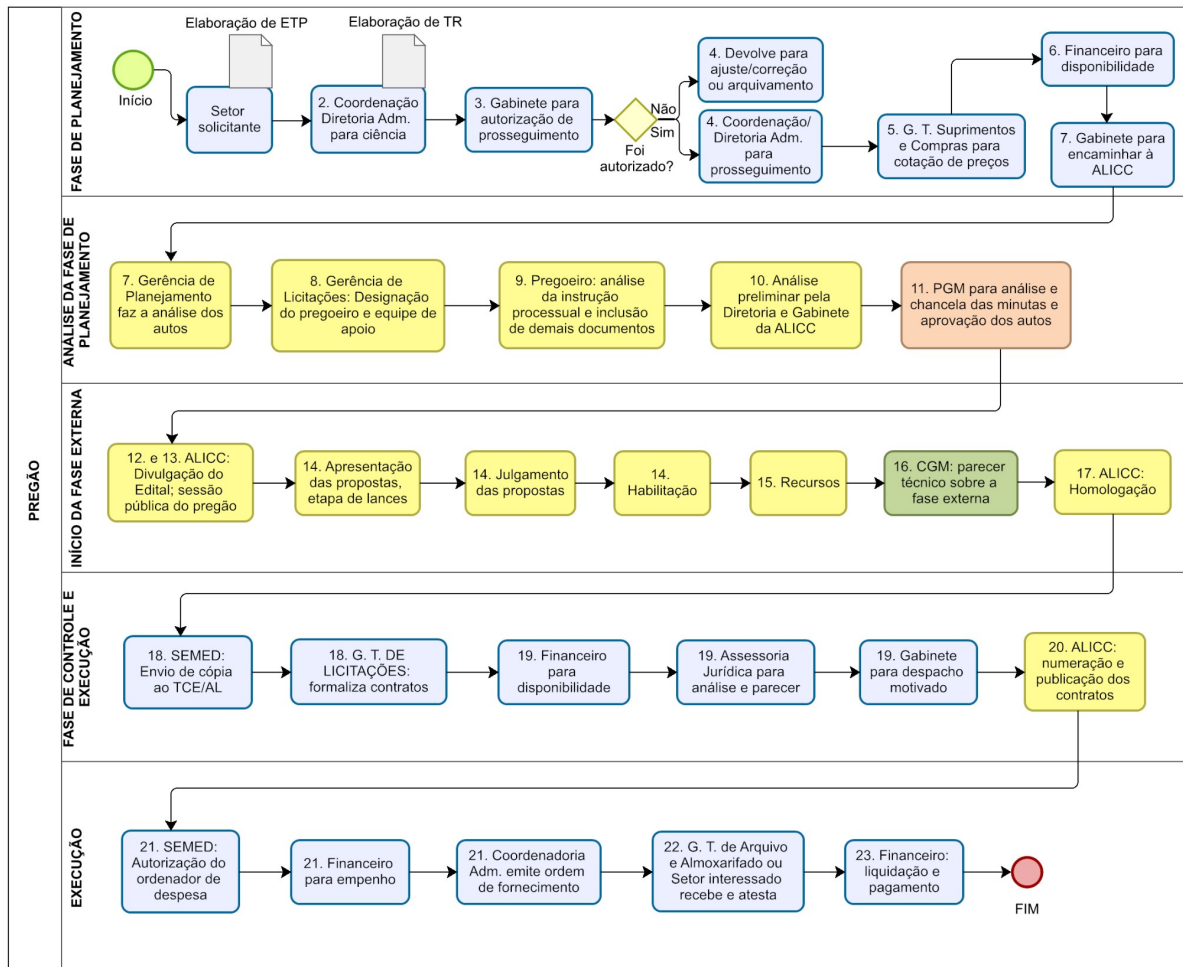 PREGÃO
FASE DE PLANEJAMENTO
Elaboração de ETP
Elaboração de TR
Início
Setor
solicitante
2. Coordenação
Diretoria Adm.
para ciência
3. Gabinete para
autorização de
prosseguimento
Foi
autorizado?
Não
Sim
4. Devolve para
ajuste/correção
ou arquivamento
4. Coordenação/
Diretoria Adm.
para
prosseguimento
5. G. T. Suprimentos
e Compras para
cotação de preços
6. Financeiro para
disponibilidade
7. Gabinete para
encaminhar à
ALICC
ANÁLISE DA FASE DE
PLANEJAMENTO
7. Gerência de
Planejamento
faz a análise dos
autos
8. Gerência de
Licitações: Designação
do pregoeiro e equipe de
apoio
9. Pregoeiro: análise
da instrução
processual e inclusão
de demais documentos
10. Análise
preliminar pela
Diretoria e Gabinete
da ALICC
11. PGM para análise e
chancela das minutas e
aprovação dos autos
INÍCIO DA FASE EXTERNA
12. e 13. ALICC:
Divulgação do
Edital; sessão
pública do pregão
14. Apresentação
das propostas,
etapa de lances
14. Julgamento
das propostas
14.
Habilitação
15. Recursos
16. CGM: parecer
técnico sobre a
fase externa
17. ALICC:
Homologação
FASE DE CONTROLE E
EXECUÇÃO
18. SEMED:
Envio de cópia
ao TCE/AL
18. G. T. DE
LICITAÇÕES:
formaliza contratos
19. Financeiro
para
disponibilidade
19. Assessoria
Jurídica para
análise e parecer
19. Gabinete
para despacho
motivado
20. ALICC:
numeração e
publicação dos
contratos
EXECUÇÃO
21. SEMED:
Autorização do
ordenador de
despesa
21. Financeiro
para empenho
21. Coordenadoria
Adm. emite ordem
de fornecimento
22. G. T. de Arquivo
e Almoxarifado ou
Setor interessado
recebe e atesta
23. Financeiro:
liquidação e
pagamento
FIM